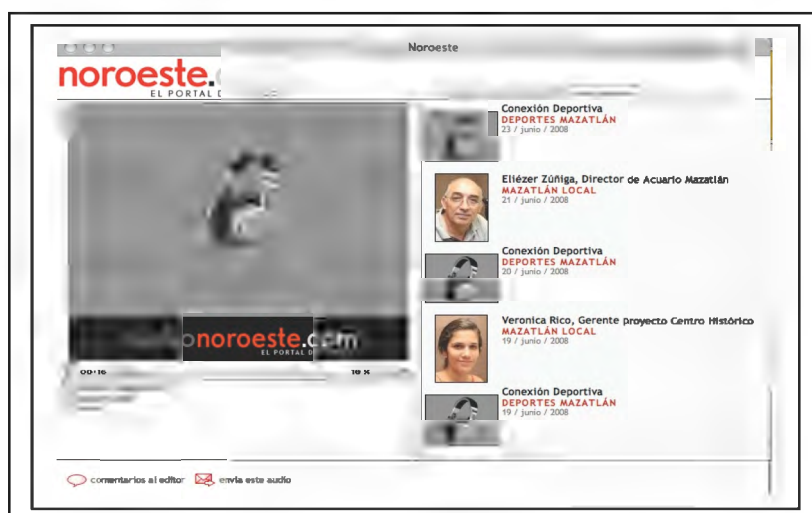 Noroeste
noroeste.
EL PORTAL D
Conexión Deportiva
DEPORTES MAZATLÁN
23 / junio / 2008
Eliézer Zúñiga, Director de Acuario Mazatlán
MAZATLÁN LOCAL
21 / junio / 2008
Conexión Deportiva
DEPORTES MAZATLÁN
20 / junio / 2008
Veronica Rico, Gerente proyecto Centro Histórico
MAZATLÁN LOCAL
19 / junio / 2008
Conexión Deportiva
DEPORTES MAZATLÁN
19 / junio / 2008
noroeste.com
EL PORTAL D
00:16
comentarios al editor envía este audio